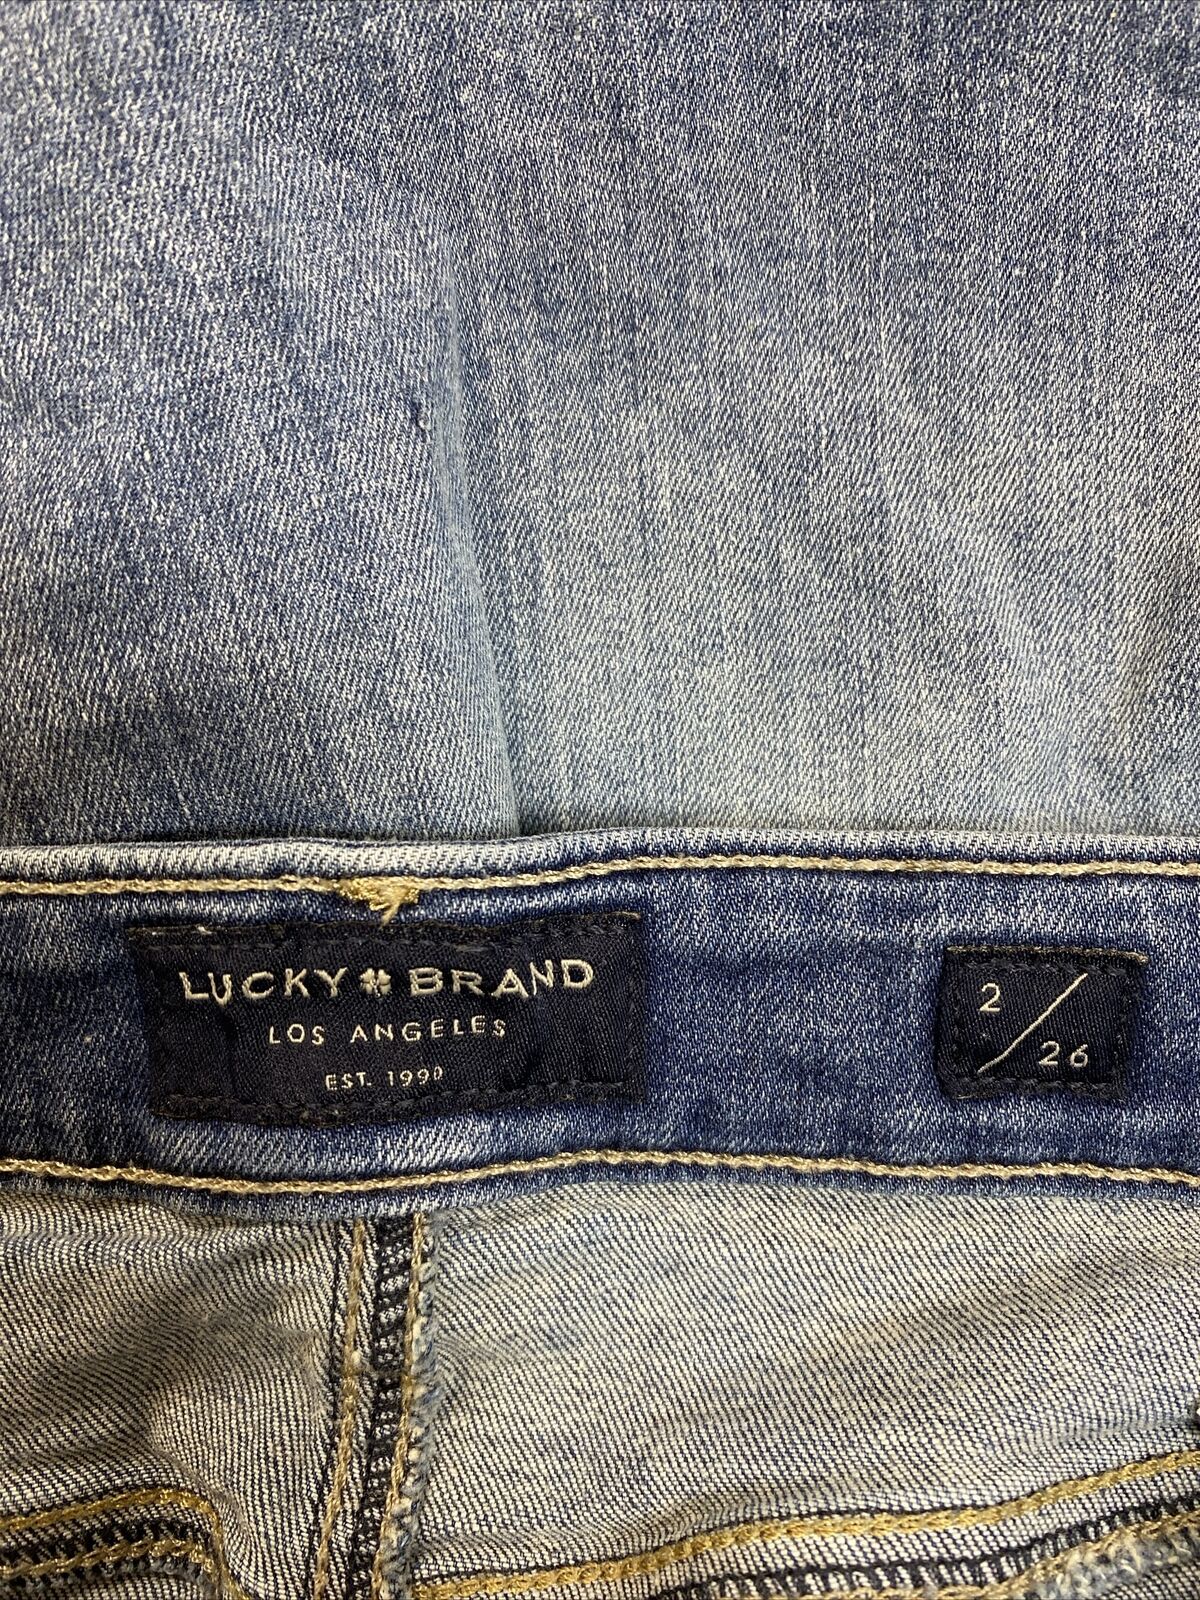 LUCKY BRAND
LOS ANGELES
EST. 1990
2/26